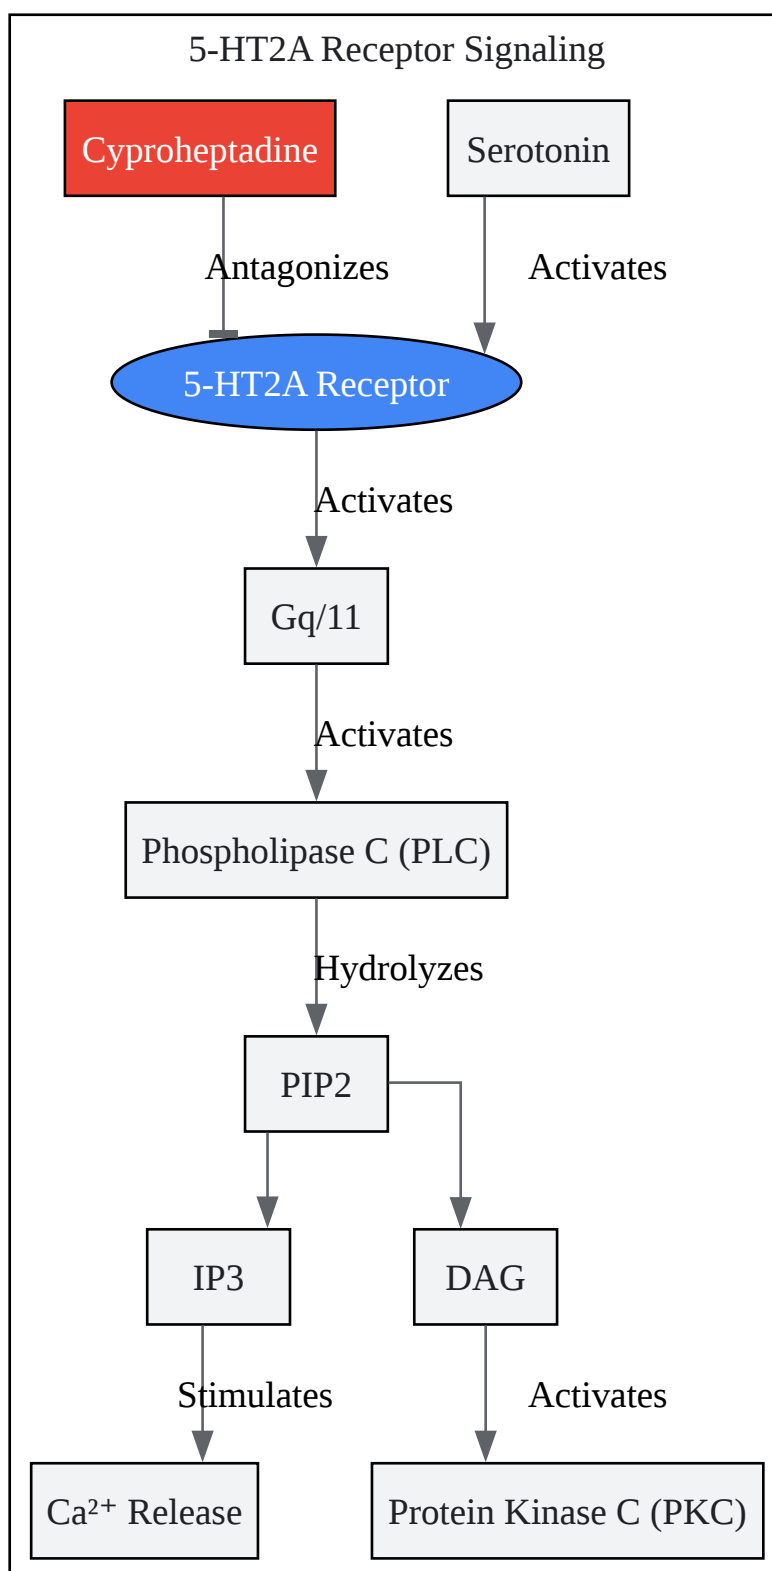 5-HT2A Receptor Signaling
Cyproheptadine
Serotonin
Antagonizes
Activates
5-HT2A Receptor
Activates
Gq/11
Activates
Phospholipase C (PLC)
Hydrolyzes
PIP2
IP3
DAG
Stimulates
Activates
Ca²⁺ Release
Protein Kinase C (PKC)